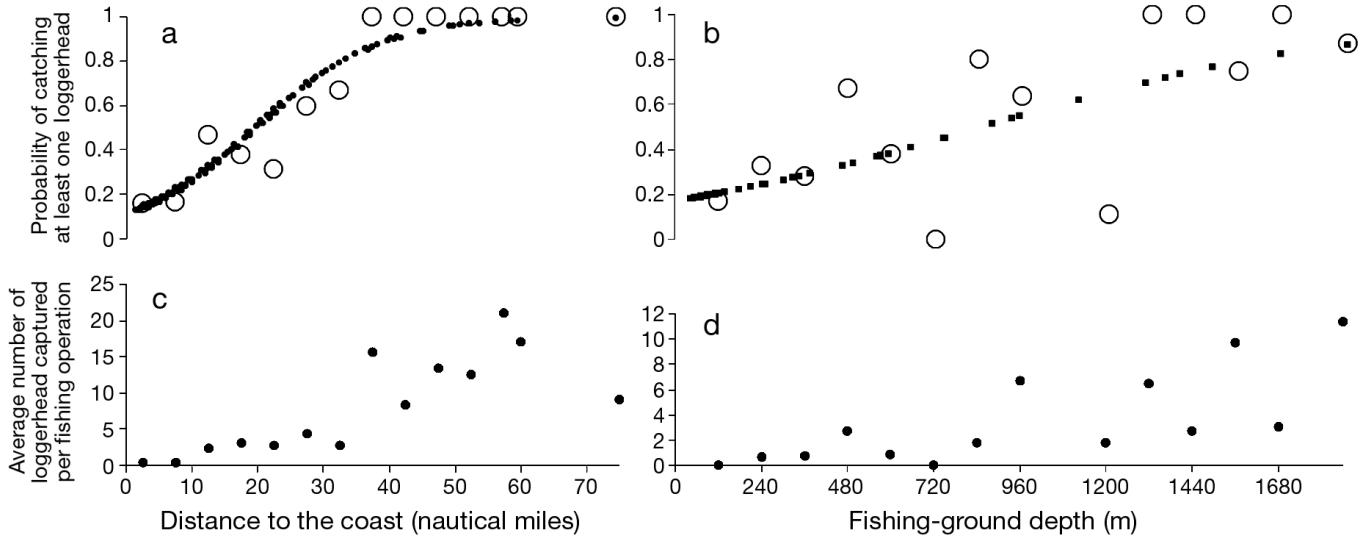 Probability of catching
at least one loggerhead
a
1
0.8
0.6
0.4
0.2
0
b
1
0.8
0.6
0.4
0.2
0
Average number of
loggerhead captured
per fishing operation
c
25
20
15
10
5
0
0 10 20 30 40 50 60 70
Distance to the coast (nautical miles)
d
12
10
8
6
4
2
0
0 240 480 720 960 1200 1440 1680
Fishing-ground depth (m)